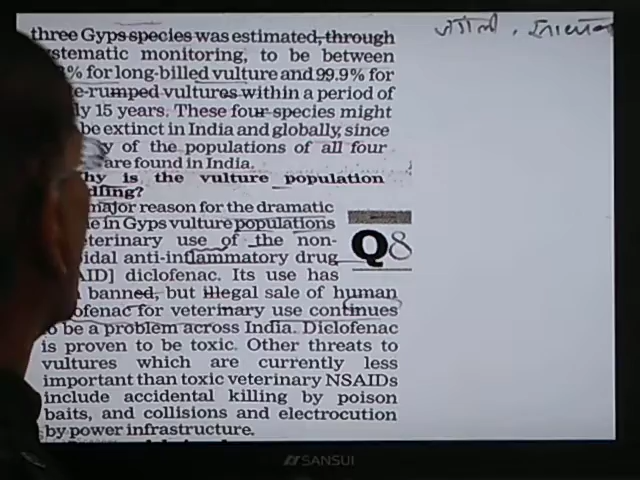 three Gyps species was estimated, through
stematic monitoring, to be between
% for long-billed vulture and 99.9% for
e-rumped vultures within a period of
ly 15 years. These four species might
be extinct in India and globally, since
y of the populations of all four
are found in India.
hy is the vulture population
dling?
major reason for the dramatic
e in Gyps vulture populations
terinary use of the non-
idal anti-inflammatory drug
AID] diclofenac. Its use has
banned, but illegal sale of human
ofenac for veterinary use continues
o be a problem across India. Diclofenac
is proven to be toxic. Other threats to
vultures which are currently less
important than toxic veterinary NSAIDs
include accidental killing by poison
baits, and collisions and electrocution
by power infrastructure.
Q8
SANSUI